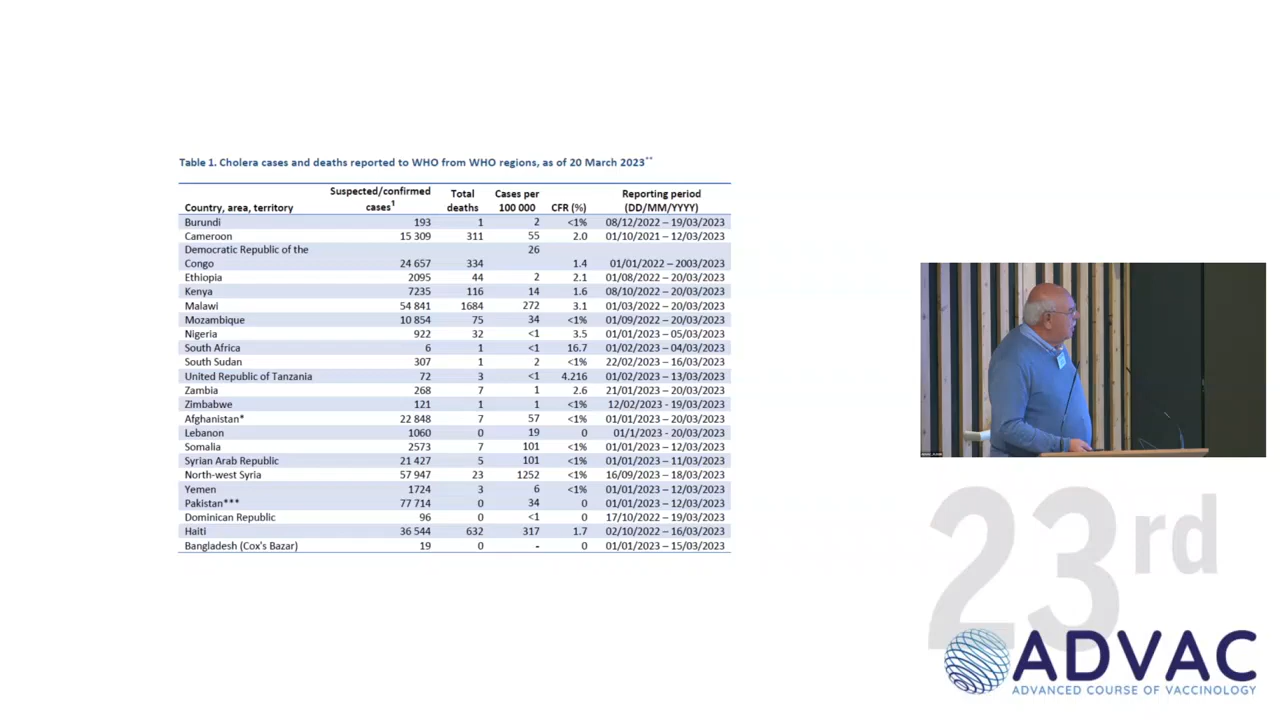 Table 1. Cholera cases and deaths reported to WHO from WHO regions, as of 20 March 2023**
Country, area, territory Suspected/confirmed cases¹ Total deaths Cases per 100 000 CFR (%) Reporting period (DD/MM/YYYY)
Burundi 193 1 2 <1% 08/12/2022 – 19/03/2023
Cameroon 15 309 311 55 2.0 01/10/2021 – 12/03/2023
Democratic Republic of the 26
Congo 24 657 334 1.4 01/01/2022 – 2003/2023
Ethiopia 2095 44 2 2.1 01/08/2022 – 20/03/2023
Kenya 7235 116 14 1.6 08/10/2022 – 20/03/2023
Malawi 54 841 1684 272 3.1 01/03/2022 – 20/03/2023
Mozambique 10 854 75 34 <1% 01/09/2022 – 20/03/2023
Nigeria 922 32 <1 3.5 01/01/2023 – 05/03/2023
South Africa 6 1 <1 16.7 01/02/2023 – 04/03/2023
South Sudan 307 1 2 <1% 22/02/2023 – 16/03/2023
United Republic of Tanzania 72 3 <1 4.216 01/02/2023 – 13/03/2023
Zambia 268 7 1 2.6 21/01/2023 – 20/03/2023
Zimbabwe 121 1 1 <1% 12/02/2023 - 19/03/2023
Afghanistan* 22 848 7 57 <1% 01/01/2023 – 20/03/2023
Lebanon 1060 0 19 0 01/1/2023 - 20/03/2023
Somalia 2573 7 101 <1% 01/01/2023 – 12/03/2023
Syrian Arab Republic 21 427 5 101 <1% 01/01/2023 – 11/03/2023
North-west Syria 57 947 23 1252 <1% 16/09/2023 – 18/03/2023
Yemen 1724 3 6 <1% 01/01/2023 – 12/03/2023
Pakistan*** 77 714 0 34 0 01/01/2023 – 12/03/2023
Dominican Republic 96 0 <1 0 17/10/2022 – 19/03/2023
Haiti 36 544 632 317 1.7 02/10/2022 – 16/03/2023
Bangladesh (Cox's Bazar) 19 0 - 0 01/01/2023 – 15/03/2023
23rd
ADVAC
ADVANCED COURSE OF VACCINOLOGY